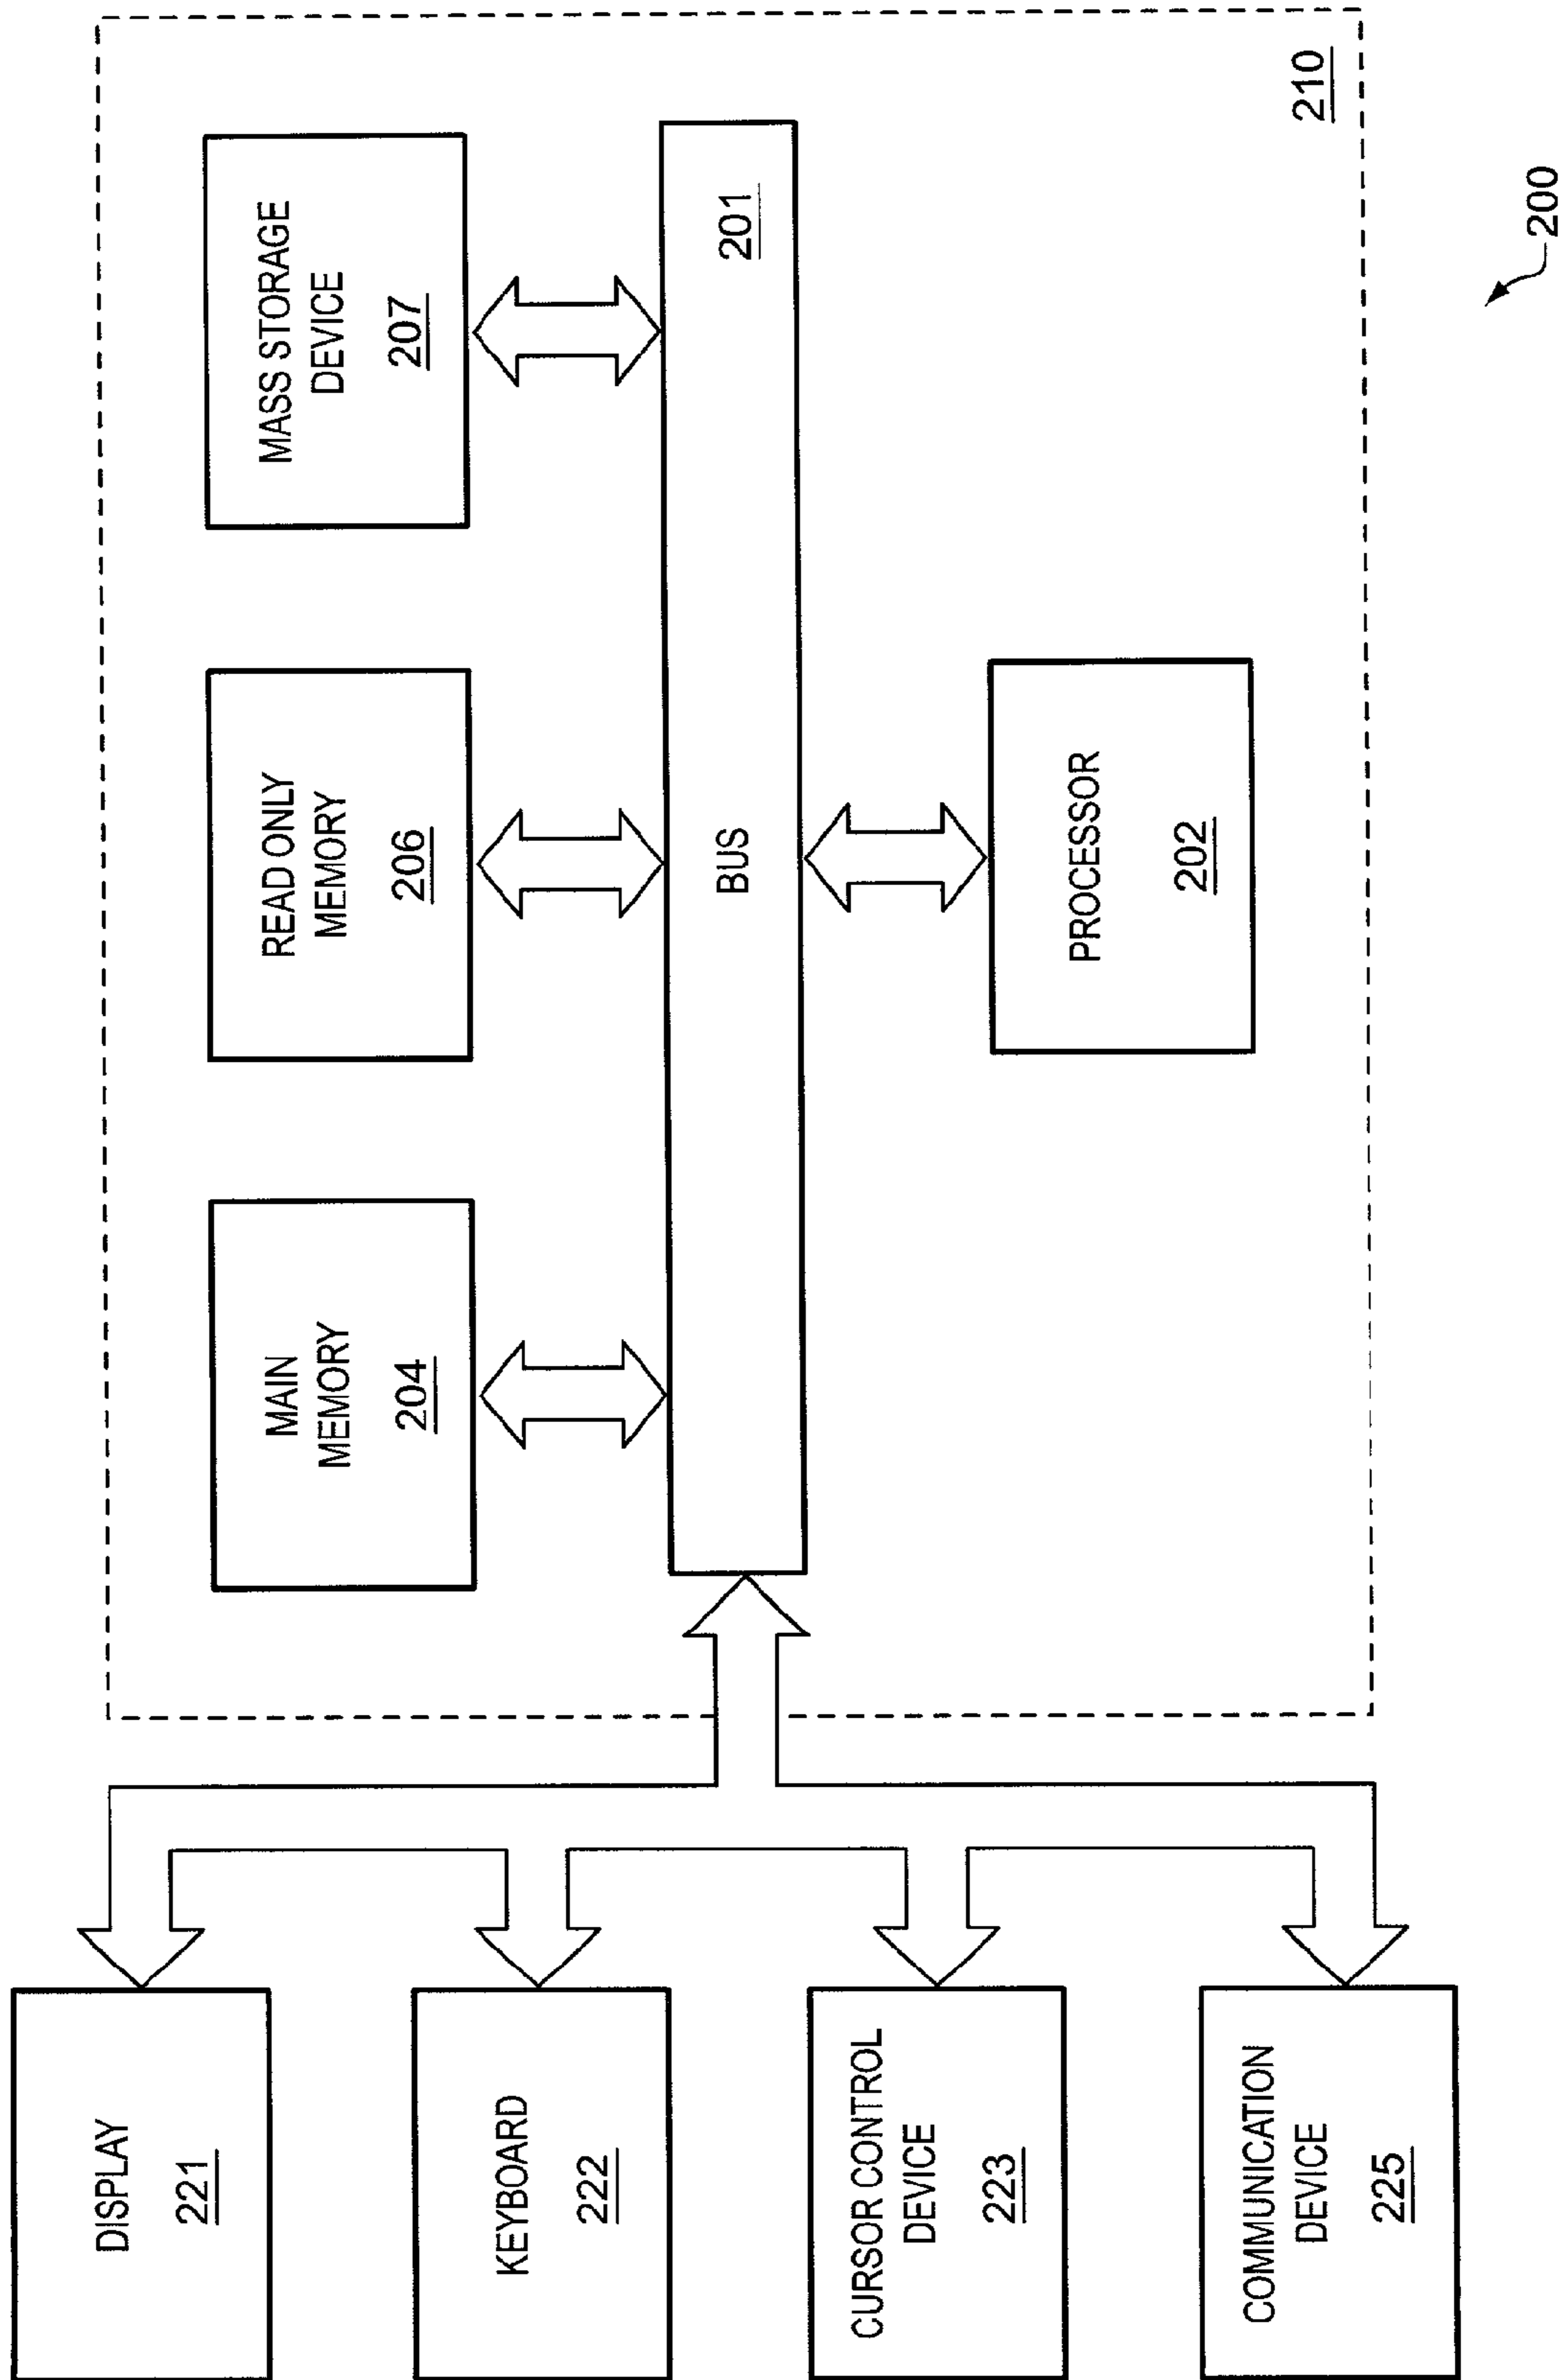 DISPLAY
221
KEYBOARD
222
CURSOR CONTROL
DEVICE
223
COMMUNICATION
DEVICE
225
MAIN
MEMORY
204
READ ONLY
MEMORY
206
MASS STORAGE
DEVICE
207
BUS
201
PROCESSOR
202
210
200